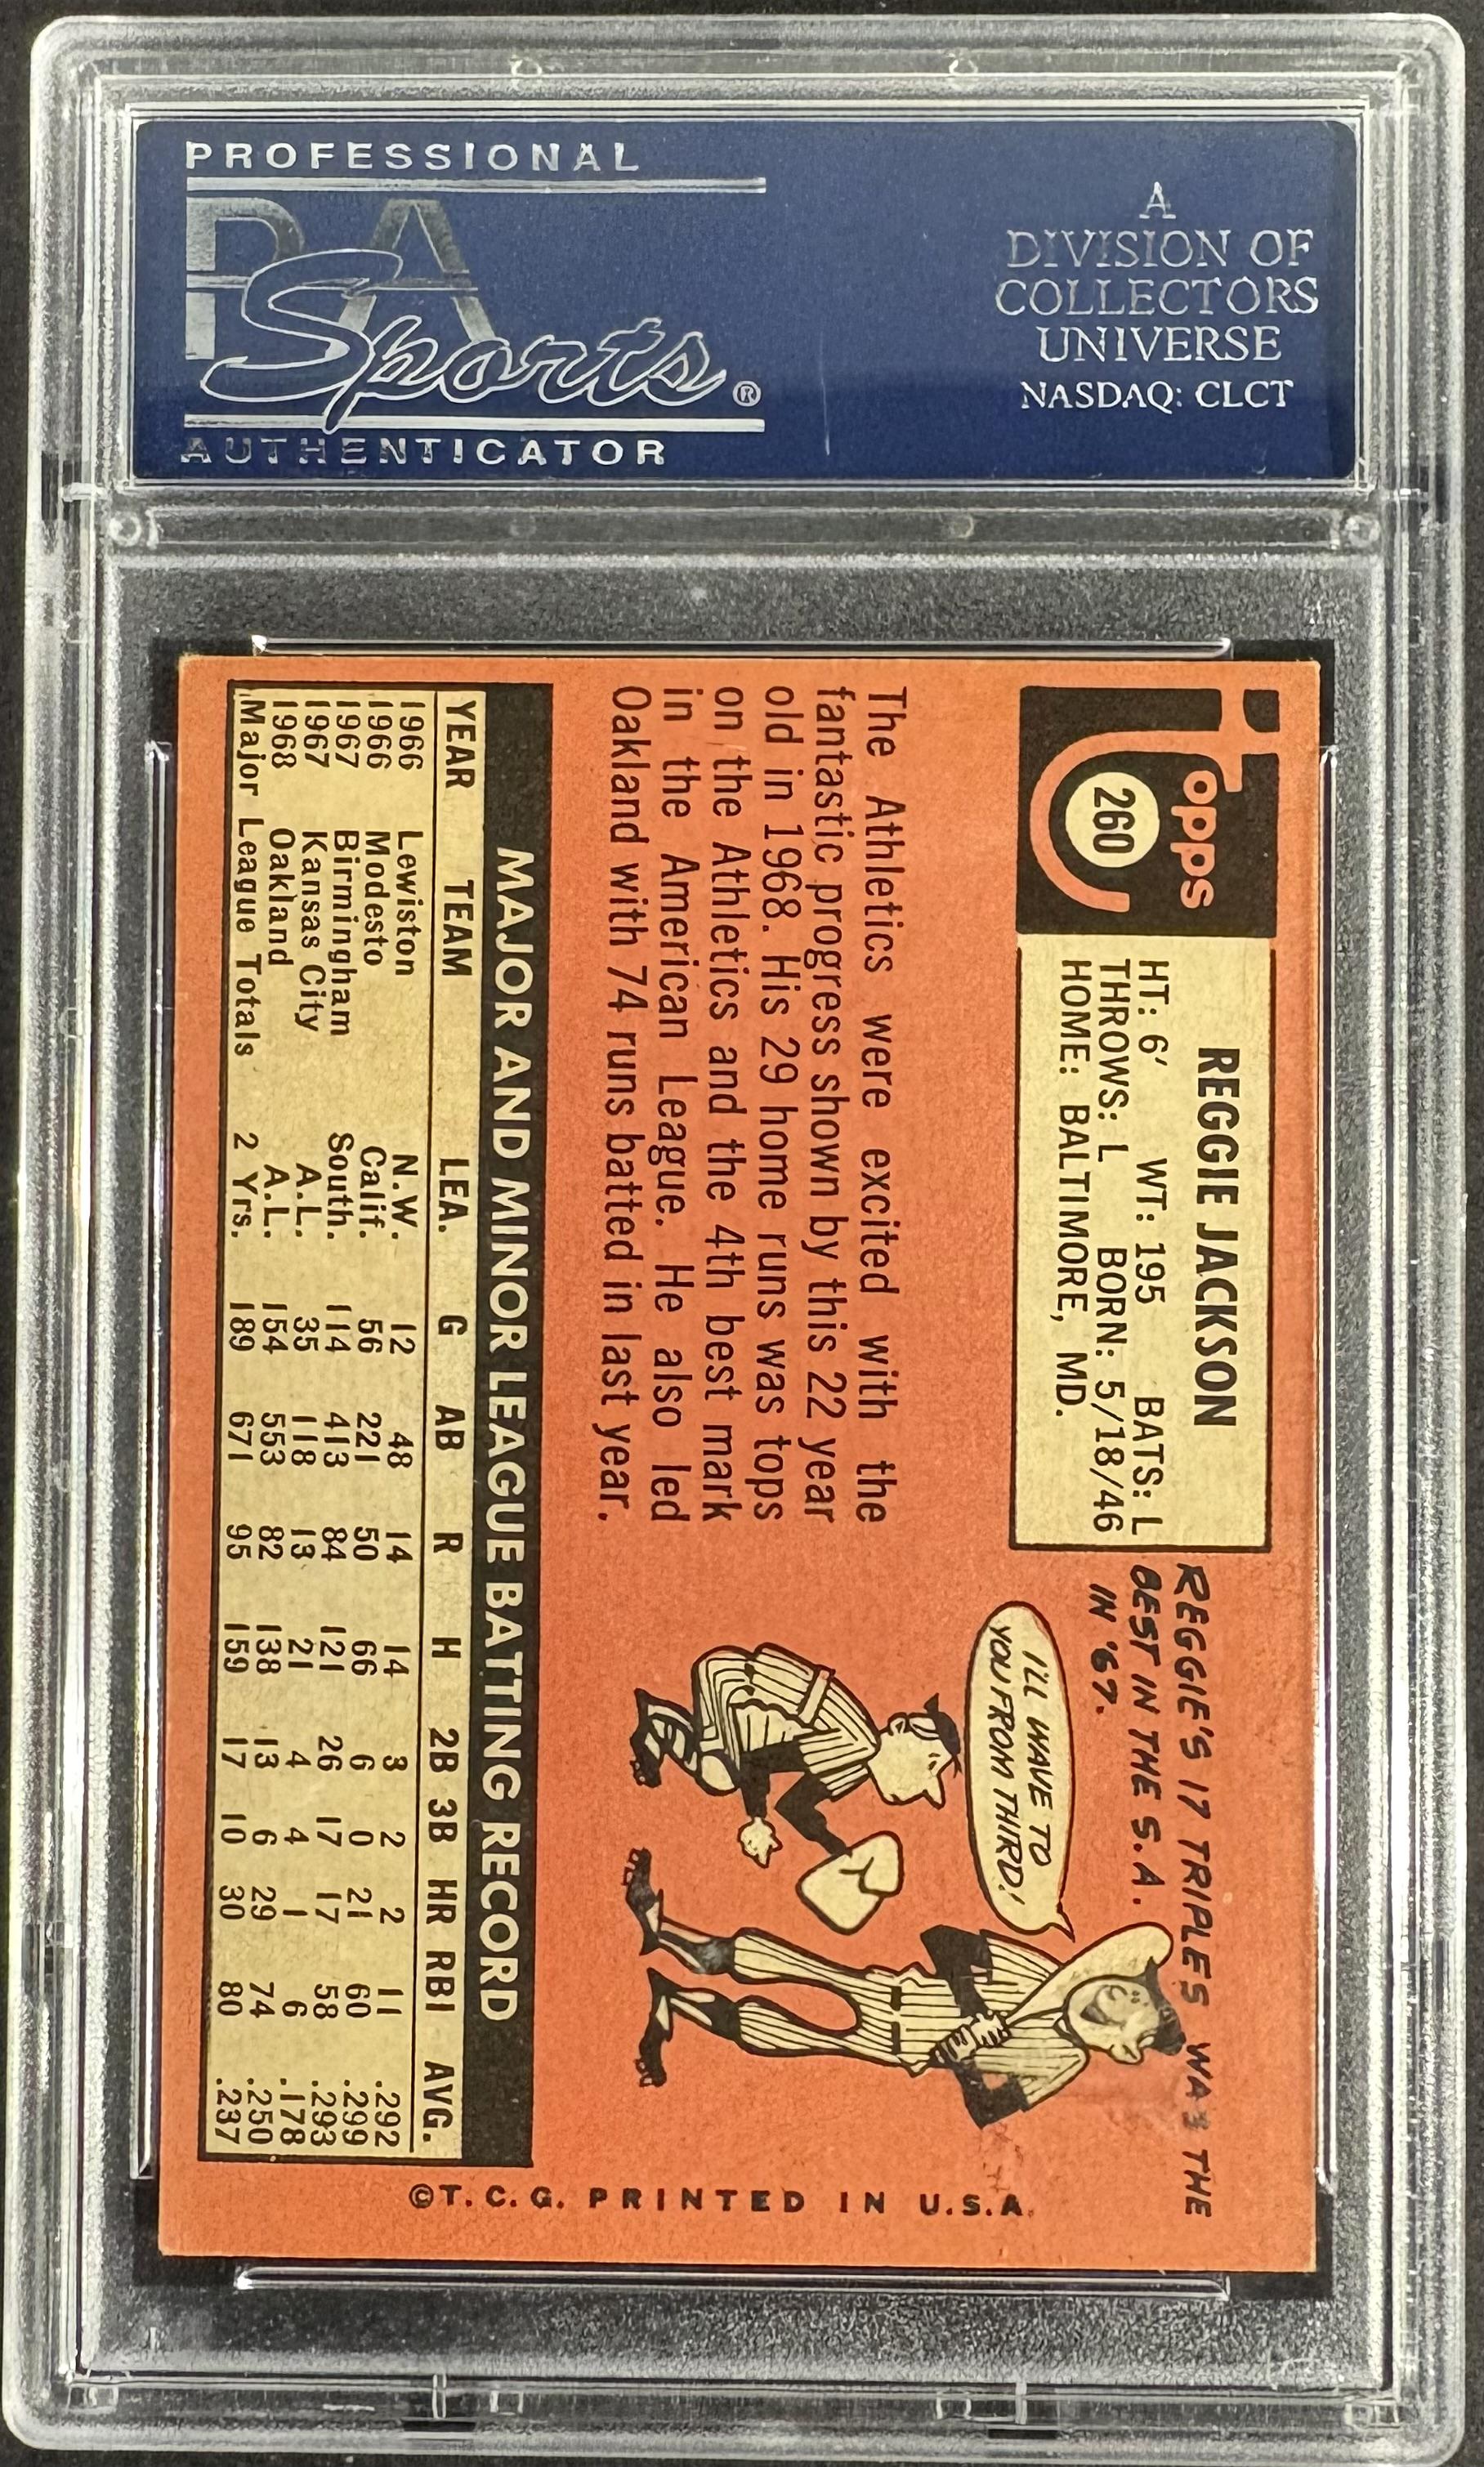 PROFESSIONAL
PSA
Sports®
AUTHENTICATOR
A
DIVISION OF
COLLECTORS
UNIVERSE
NASDAQ: CLCT
Topps
260
REGGIE JACKSON
HT: 6' WT: 195 BATS: L
THROWS: L BORN: 5/18/46
HOME: BALTIMORE, MD.
REGGIE'S 17 TRIPLES WAS THE
BEST IN THE S.A.
IN '67.
I'LL HAVE TO
YOU FROM THIRD!
The Athletics were excited with the
fantastic progress shown by this 22 year
old in 1968. His 29 home runs was tops
on the Athletics and the 4th best mark
in the American League. He also led
Oakland with 74 runs batted in last year.
MAJOR AND MINOR LEAGUE BATTING RECORD
YEAR TEAM LEA. G AB R H 2B 3B HR RBI AVG.
1966 Lewiston N.W. 12 48 14 14 3 2 2 11 .292
1966 Modesto Calif. 56 221 50 66 6 0 21 60 .299
1967 Birmingham South. 114 413 84 121 26 17 17 58 .293
1967 Kansas City A.L. 35 118 13 21 4 4 1 6 .178
1968 Oakland A.L. 154 553 82 138 13 6 29 74 .250
Major League Totals 2 Yrs. 189 671 95 159 17 10 30 80 .237
©T.C.G. PRINTED IN U.S.A.